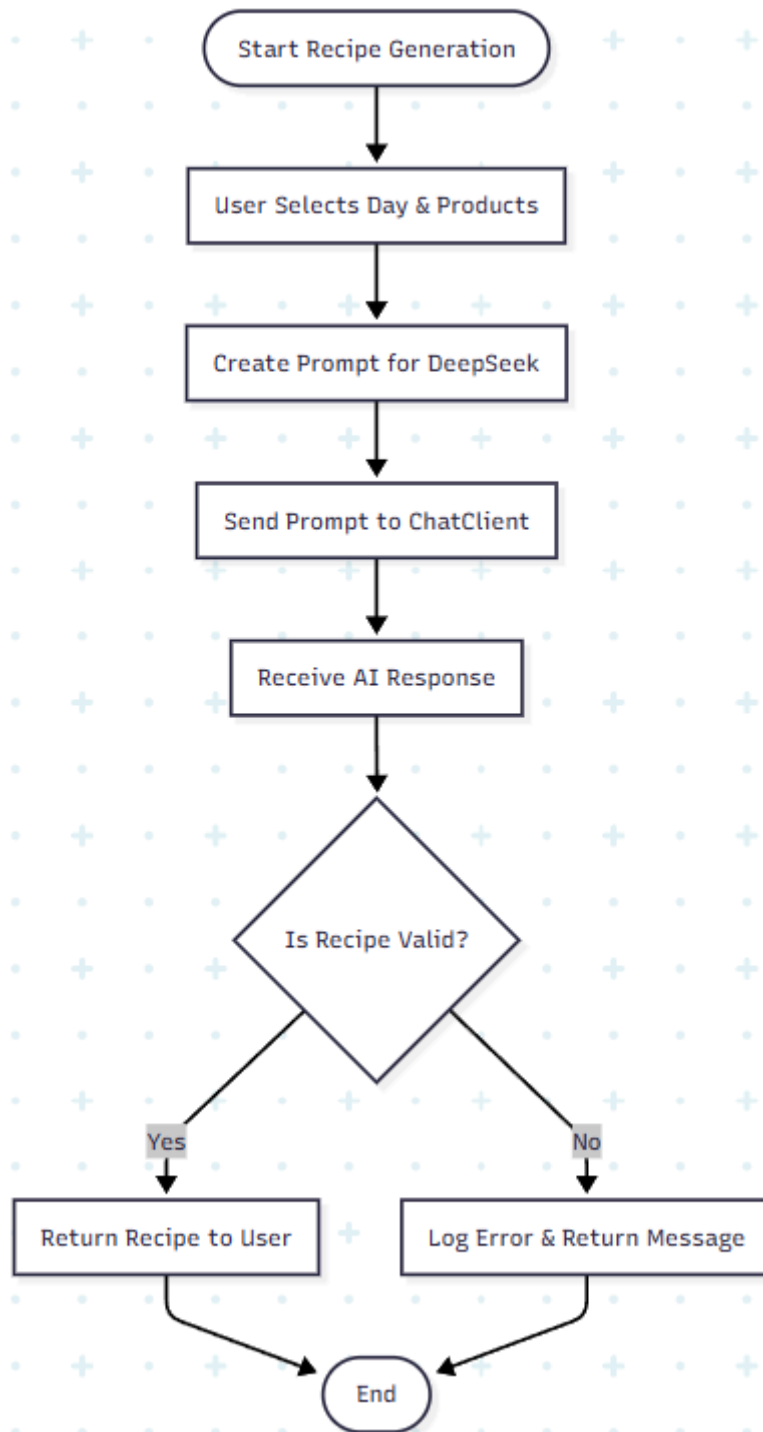 Start Recipe Generation
User Selects Day & Products
Create Prompt for DeepSeek
Send Prompt to ChatClient
Receive AI Response
Is Recipe Valid?
Yes
No
Return Recipe to User
Log Error & Return Message
End